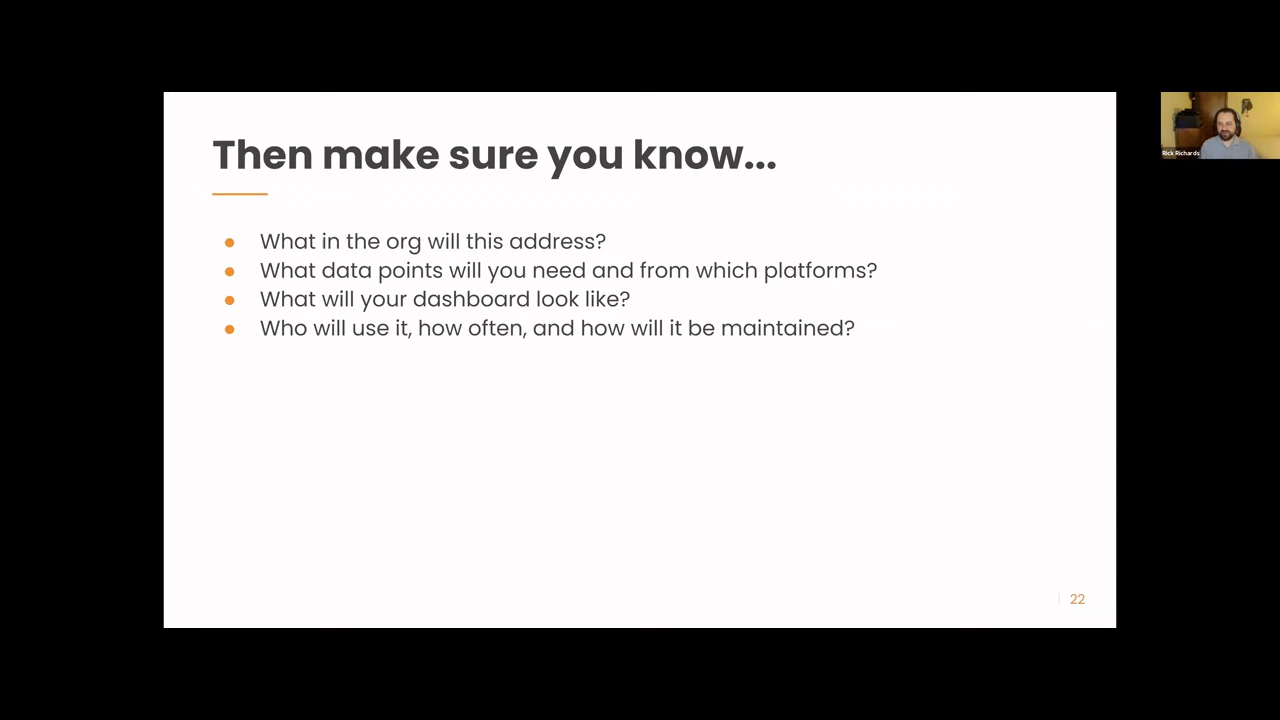 Then make sure you know...
What in the org will this address?
What data points will you need and from which platforms?
What will your dashboard look like?
Who will use it, how often, and how will it be maintained?
22
Rick Richards